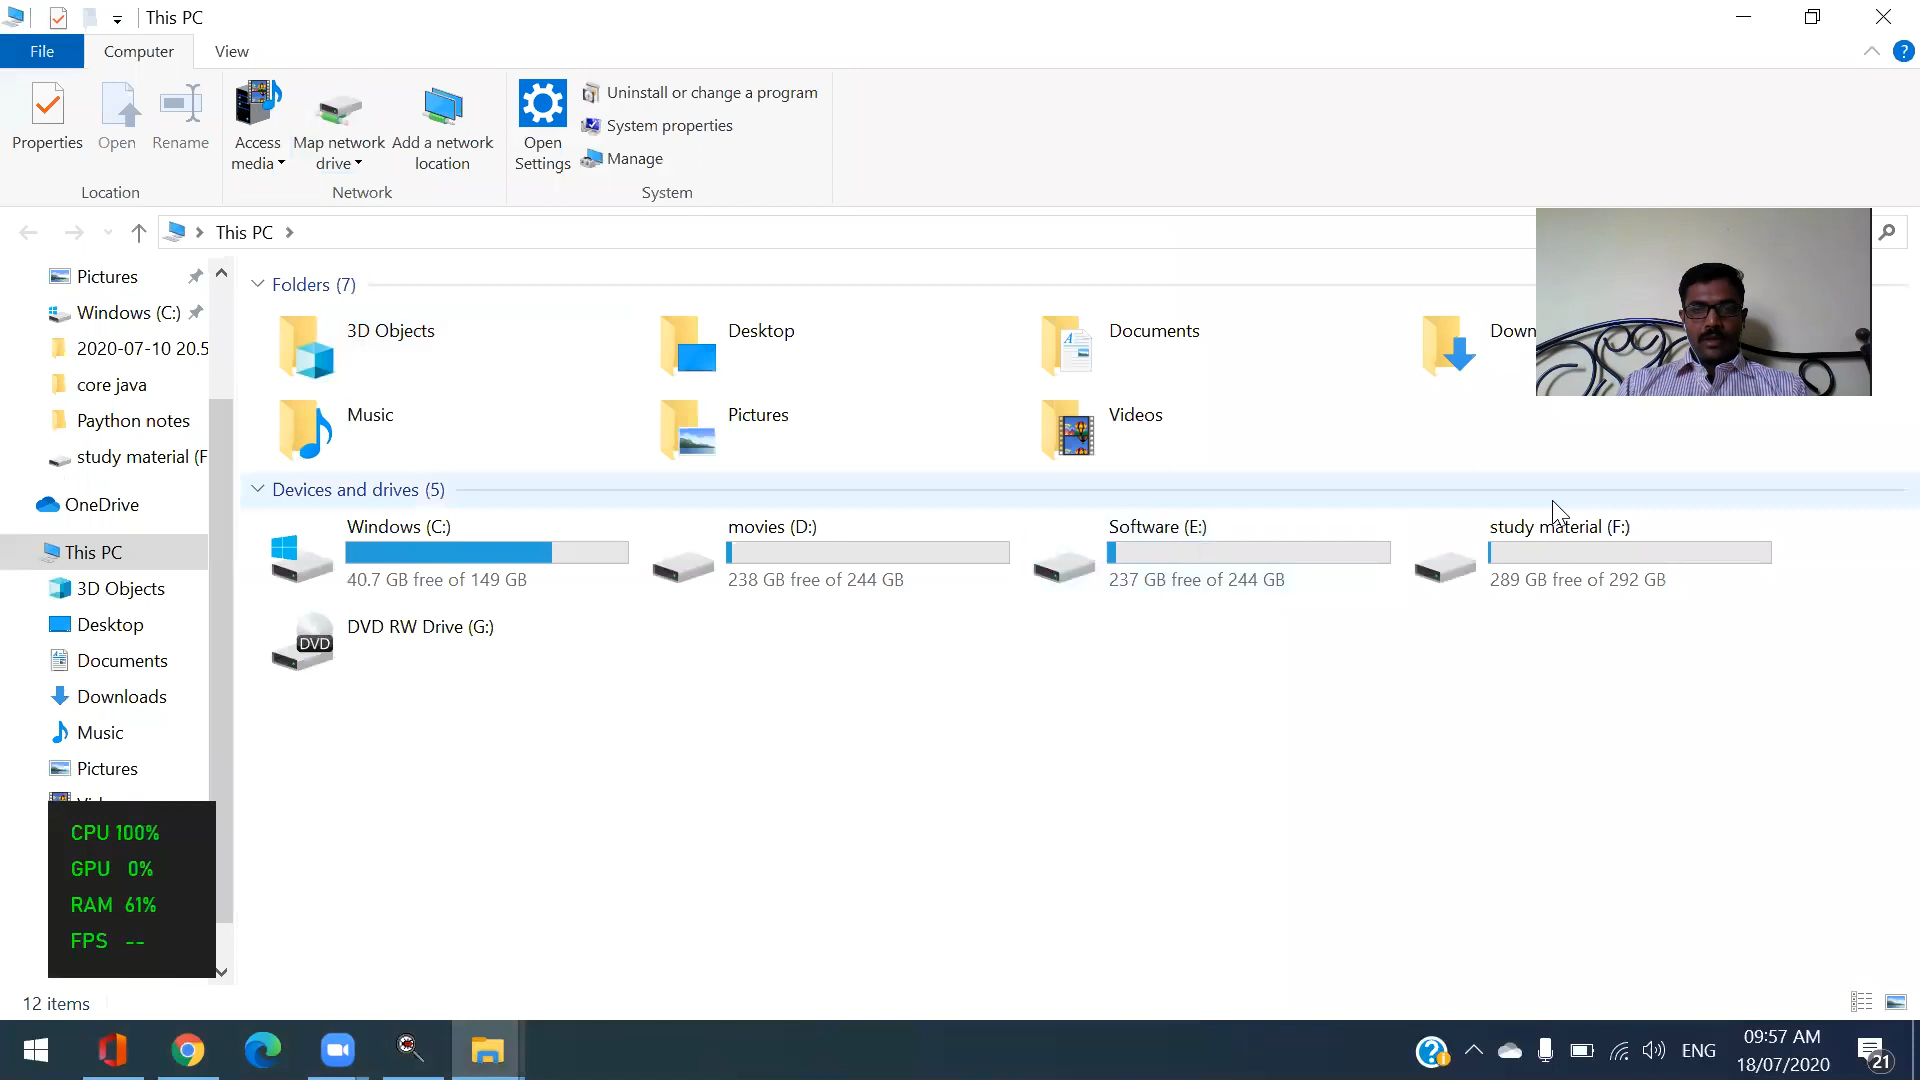 This PC
File
Computer
View
Properties
Open
Rename
Access media
Map network drive
Add a network location
Open Settings
Uninstall or change a program
System properties
Manage
Location
Network
System
This PC
Pictures
Windows (C:)
2020-07-10 20.5
core java
Paython notes
study material (F
OneDrive
This PC
3D Objects
Desktop
Documents
Downloads
Music
Pictures
Folders (7)
3D Objects
Desktop
Documents
Down
Music
Pictures
Videos
Devices and drives (5)
Windows (C:)
40.7 GB free of 149 GB
movies (D:)
238 GB free of 244 GB
Software (E:)
237 GB free of 244 GB
study material (F:)
289 GB free of 292 GB
DVD
DVD RW Drive (G:)
CPU 100%
GPU 0%
RAM 61%
FPS --
12 items
ENG
09:57 AM
18/07/2020
21